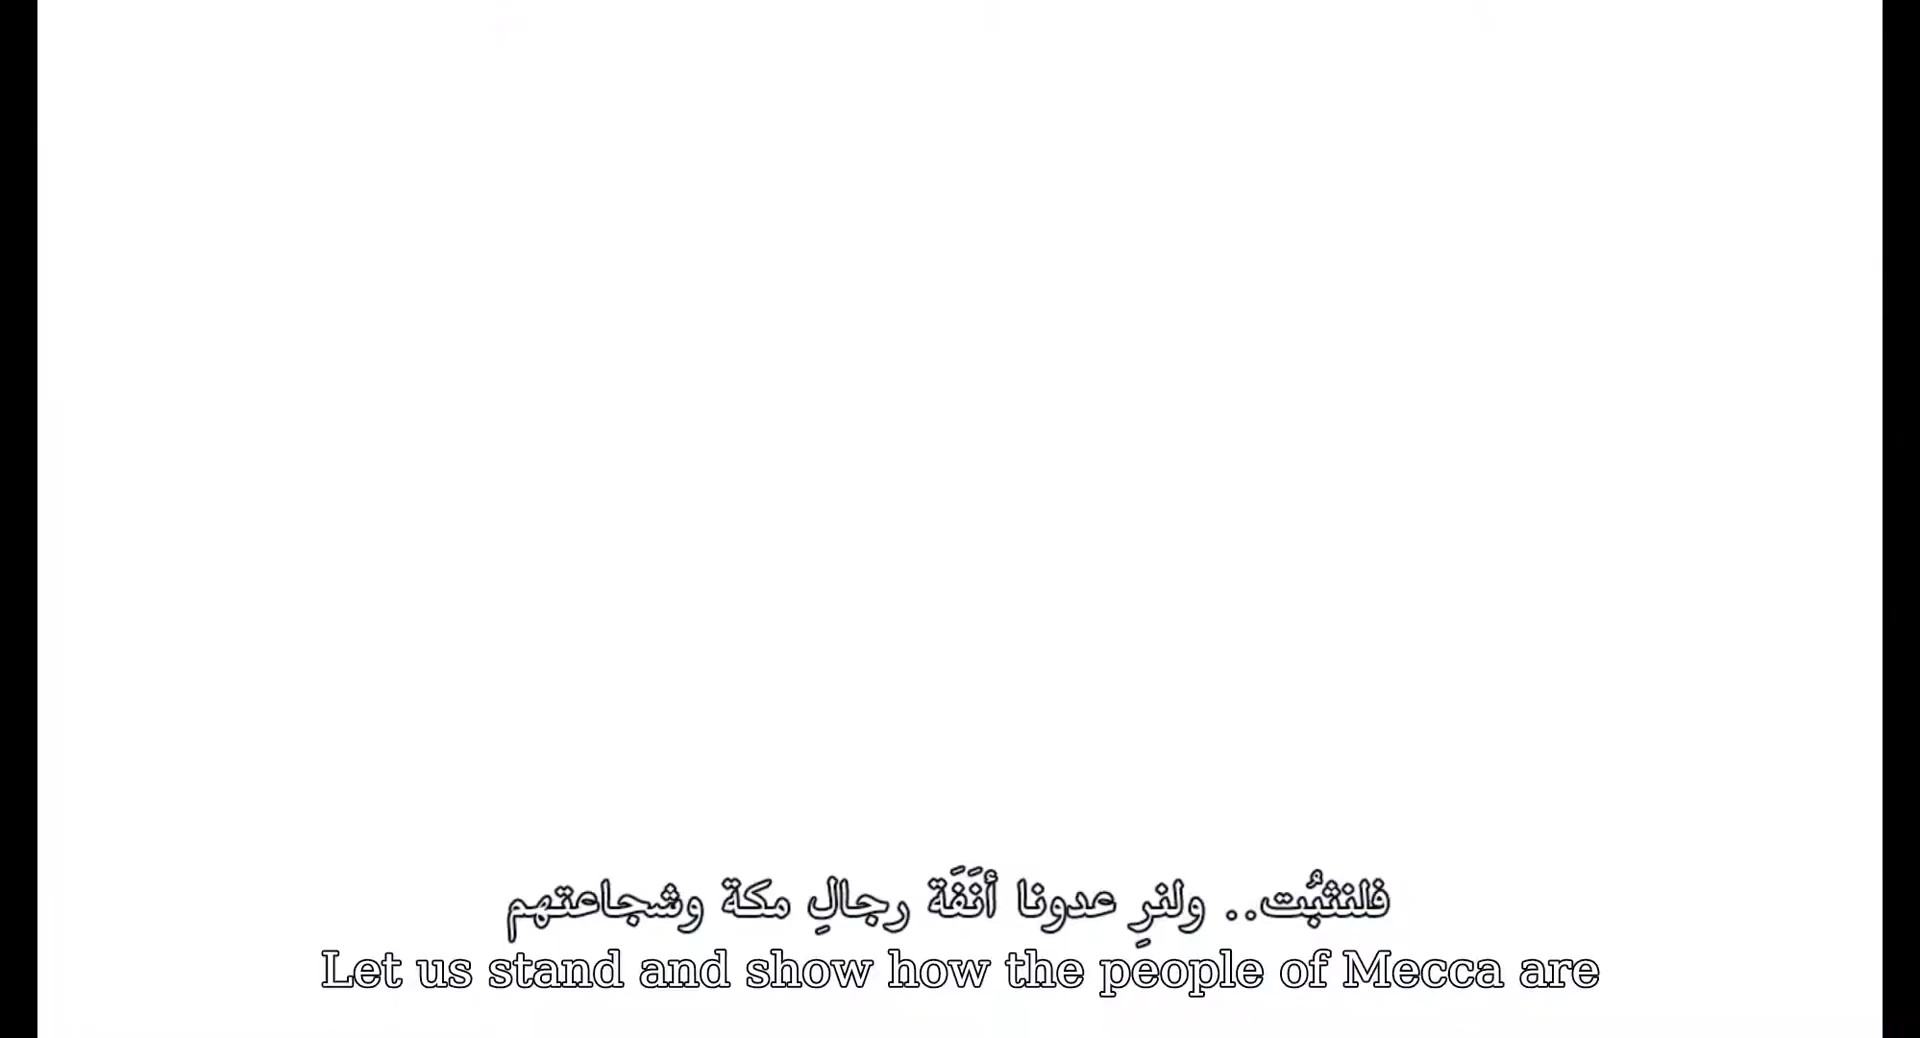 فلنثبُت.. ولنرِ عدونا أنَفَة رجالِ مكة وشجاعتهم
Let us stand and show how the people of Mecca are